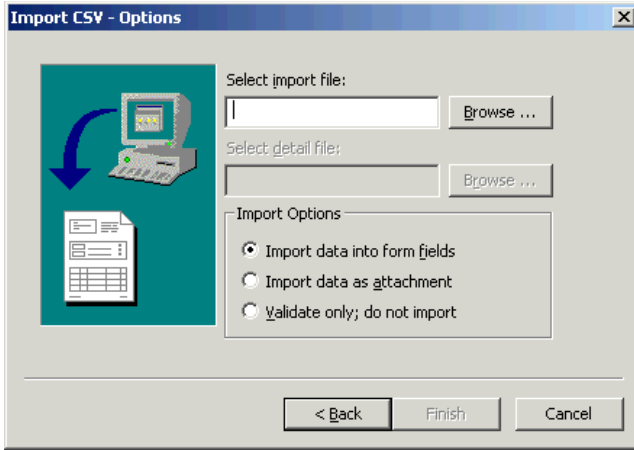 Import CSV - Options
Select import file:
Browse ...
Select detail file:
Browse ...
Import Options
Import data into form fields
Import data as attachment
Validate only; do not import
< Back
Finish
Cancel